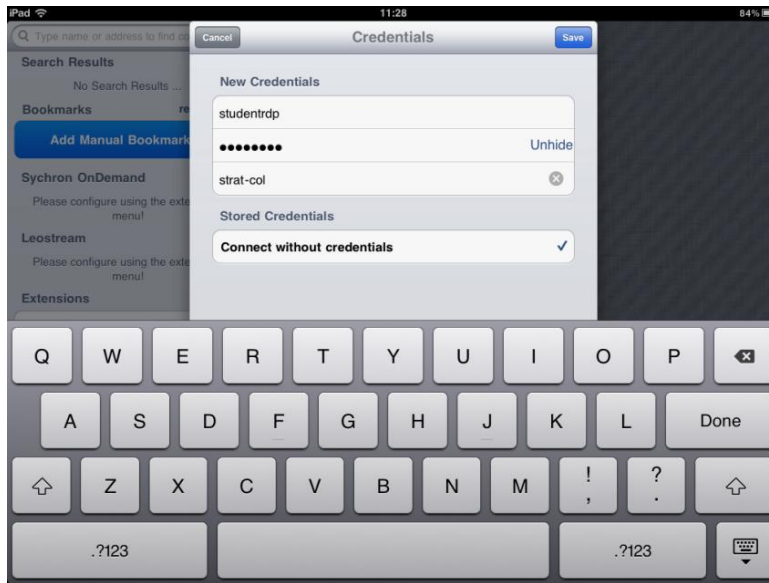 iPad 11:28 84%
Type name or address to find co
Search Results
No Search Results ...
Bookmarks re
Add Manual Bookmark
Sychron OnDemand
Please configure using the exte
menu!
Leostream
Please configure using the exte
menu!
Extensions
Cancel Credentials Save
New Credentials
studentrdp
●●●●●●●● Unhide
strat-col
Stored Credentials
Connect without credentials
Q W E R T Y U I O P
A S D F G H J K L Done
Z X C V B N M ! , ? .
.?123 .?123